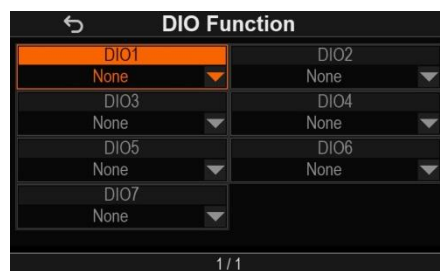 DIO Function
DIO1 DIO2
None None
DIO3 DIO4
None None
DIO5 DIO6
None None
DIO7
None
1 / 1